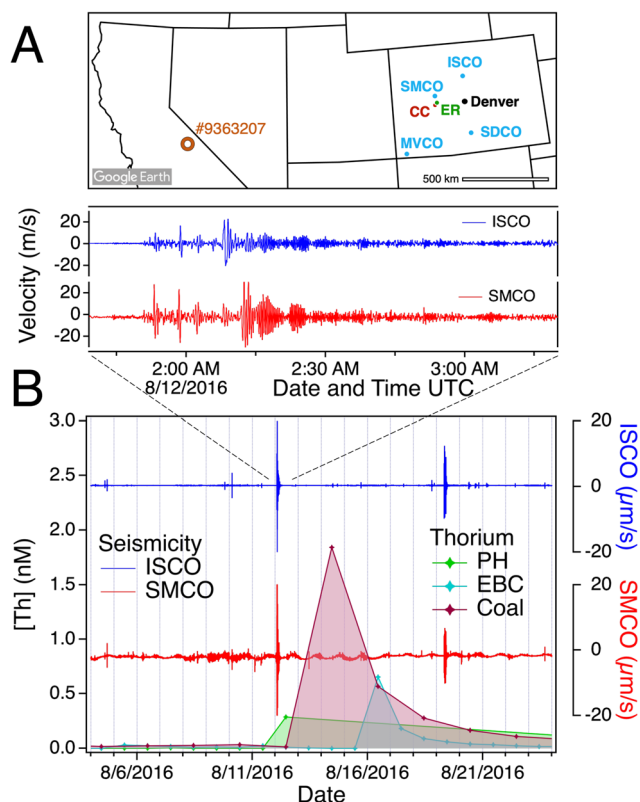 A
ISCO
SMCO
Denver
CC ER
#9363207
SDCO
MVCO
Google Earth
500 km
Velocity (m/s)
20
0
-20
ISCO
20
0
-20
SMCO
2:00 AM 2:30 AM 3:00 AM
8/12/2016 Date and Time UTC
B
[Th] (nM)
3.0
2.5
2.0
1.5
1.0
0.5
0.0
Seismicity
ISCO
SMCO
Thorium
PH
EBC
Coal
20
0
-20
ISCO (μm/s)
20
0
-20
SMCO (μm/s)
8/6/2016 8/11/2016 8/16/2016 8/21/2016
Date